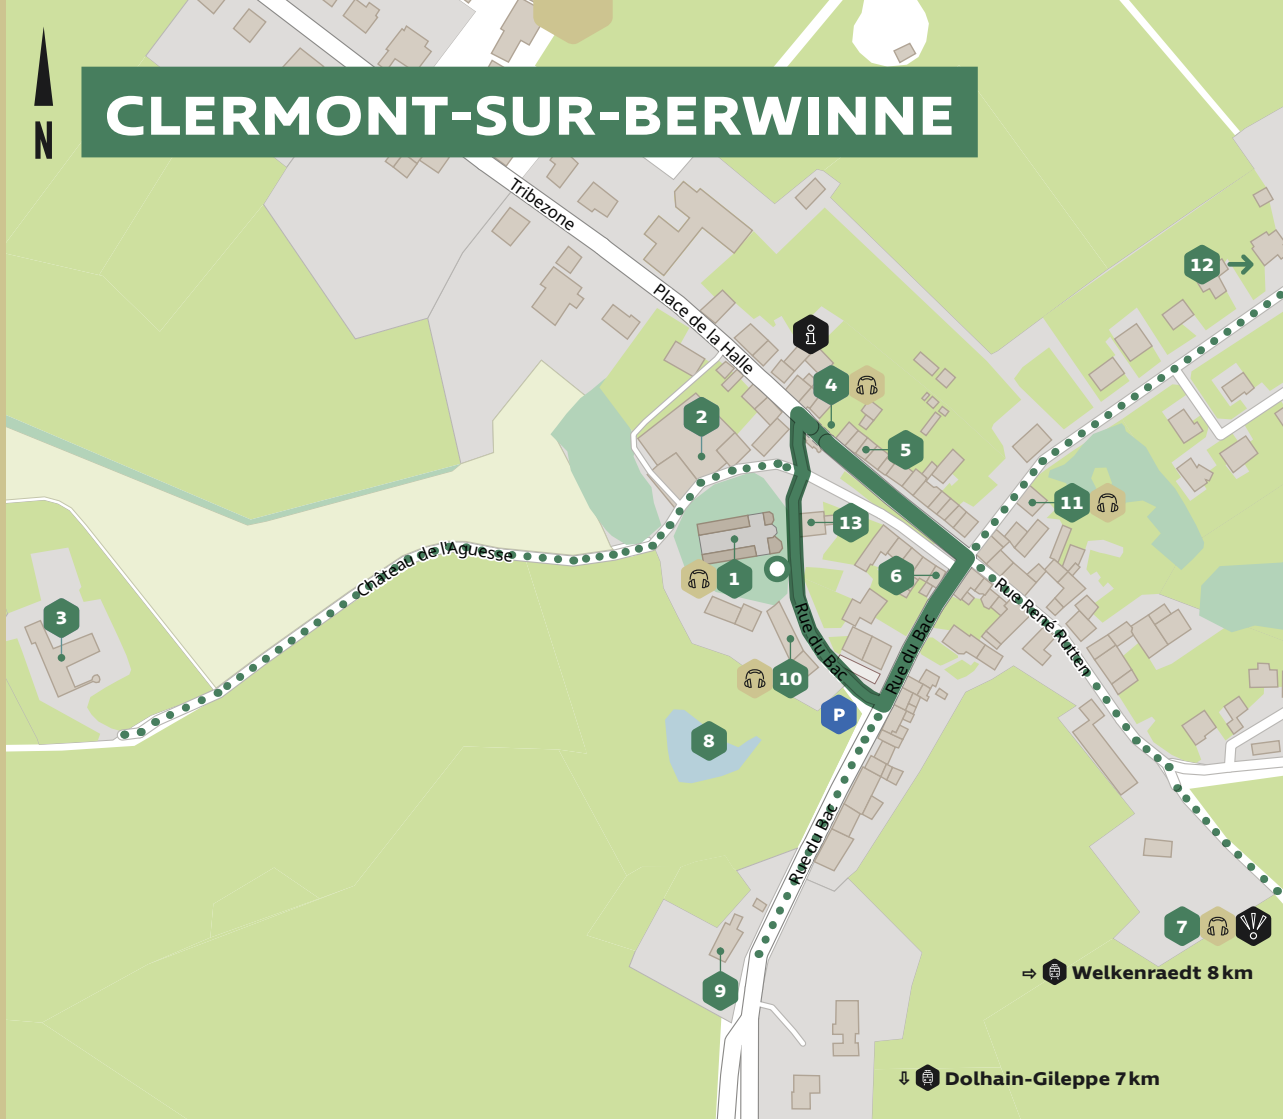 CLERMONT-SUR-BERWINNE
N
Tribezone
12
Place de la Halle
i
4
2
5
11
13
Château de l'Aguesse
1
6
3
Rue René Rutten
Rue du Bac
Rue du Bac
10
P
8
Rue du Bac
7
Welkenraedt 8 km
9
Dolhain-Gileppe 7 km